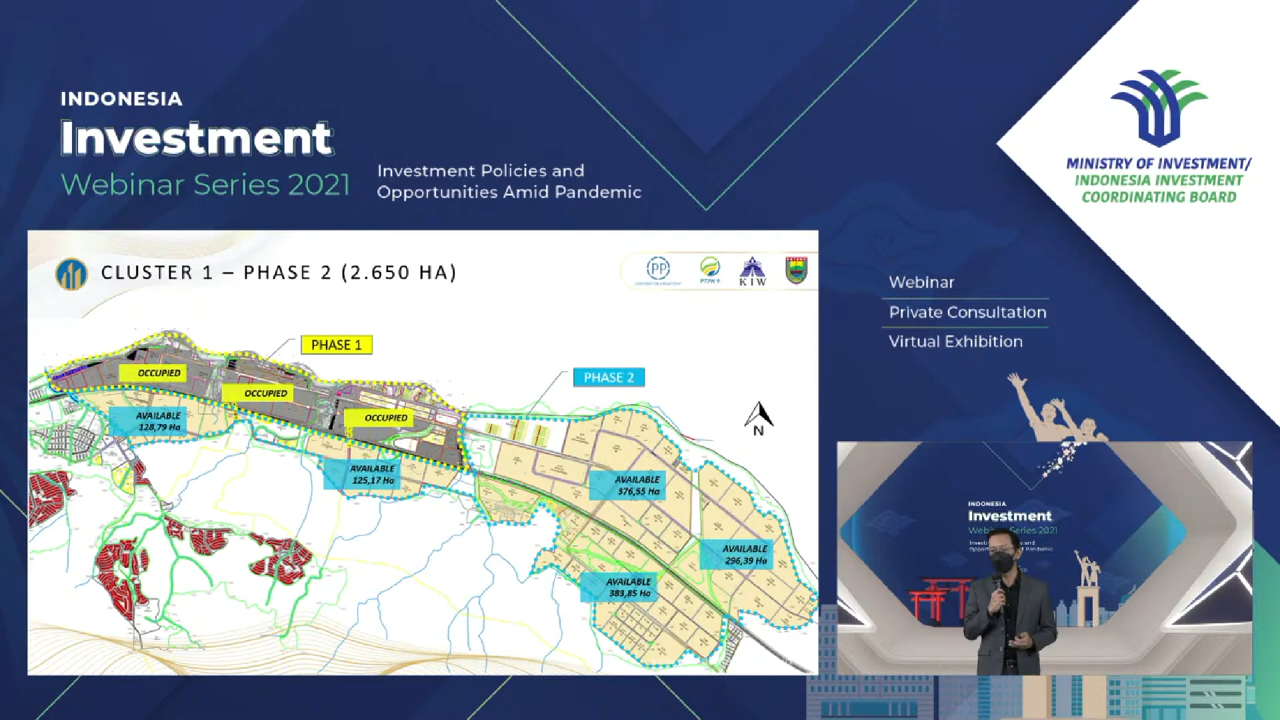 INDONESIA
Investment
Webinar Series 2021
Investment Policies and
Opportunities Amid Pandemic
MINISTRY OF INVESTMENT/
INDONESIA INVESTMENT
COORDINATING BOARD
CLUSTER 1 – PHASE 2 (2.650 HA)
PP
KIW
PHASE 1
PHASE 2
OCCUPIED
OCCUPIED
OCCUPIED
AVAILABLE
128,79 Ha
AVAILABLE
125,17 Ha
AVAILABLE
376,55 Ha
AVAILABLE
296,39 Ha
AVAILABLE
383,85 Ha
N
Webinar
Private Consultation
Virtual Exhibition
INDONESIA
Investment